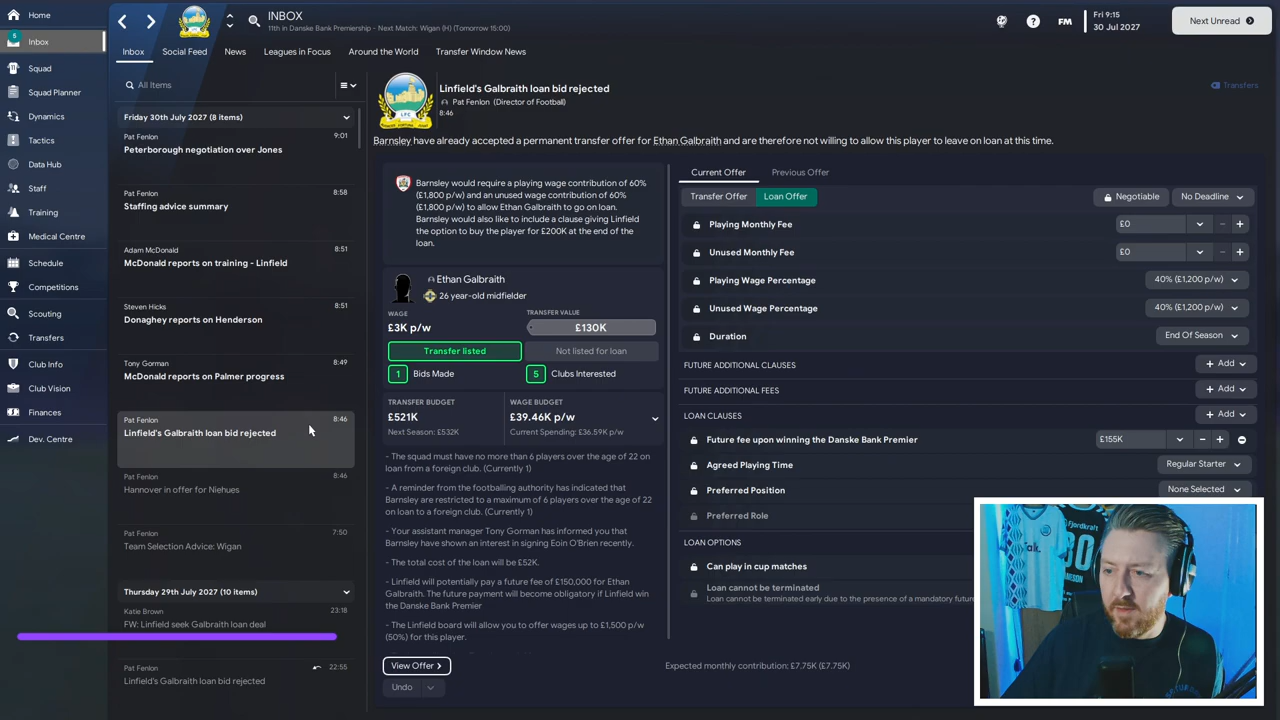 Home
INBOX
11th in Danske Bank Premiership - Next Match: Wigan (H) (Tomorrow 15:00)
FM
Fri 9:15
30 Jul 2027
Next Unread
5
Inbox
Squad
Squad Planner
Dynamics
Tactics
Data Hub
Staff
Training
Medical Centre
Schedule
Competitions
Scouting
Transfers
Club Info
Club Vision
Finances
Dev. Centre
Inbox
Social Feed
News
Leagues in Focus
Around the World
Transfer Window News
All Items
Friday 30th July 2027 (8 items)
Pat Fenlon
9:01
Peterborough negotiation over Jones
Pat Fenlon
8:58
Staffing advice summary
Adam McDonald
8:51
McDonald reports on training - Linfield
Steven Hicks
8:51
Donaghey reports on Henderson
Tony Gorman
8:49
McDonald reports on Palmer progress
Pat Fenlon
8:46
Linfield's Galbraith loan bid rejected
Pat Fenlon
8:46
Hannover in offer for Niehues
Pat Fenlon
7:50
Team Selection Advice: Wigan
Thursday 29th July 2027 (10 items)
Katie Brown
23:18
FW: Linfield seek Galbraith loan deal
Pat Fenlon
22:55
Linfield's Galbraith loan bid rejected
Linfield's Galbraith loan bid rejected
Pat Fenlon (Director of Football)
8:46
Transfers
Barnsley have already accepted a permanent transfer offer for Ethan Galbraith and are therefore not willing to allow this player to leave on loan at this time.
Barnsley would require a playing wage contribution of 60%
(£1,800 p/w) and an unused wage contribution of 60%
(£1,800 p/w) to allow Ethan Galbraith to go on loan.
Barnsley would also like to include a clause giving Linfield
the option to buy the player for £200K at the end of the
loan.
Ethan Galbraith
26 year-old midfielder
WAGE
£3K p/w
TRANSFER VALUE
£130K
Transfer listed
Not listed for loan
1
Bids Made
5
Clubs Interested
TRANSFER BUDGET
£521K
Next Season: £532K
WAGE BUDGET
£39.46K p/w
Current Spending: £36.59K p/w
- The squad must have no more than 6 players over the age of 22 on
loan from a foreign club. (Currently 1)
- A reminder from the footballing authority has indicated that
Barnsley are restricted to a maximum of 6 players over the age of 22
on loan to a foreign club. (Currently 1)
- Your assistant manager Tony Gorman has informed you that
Barnsley have shown an interest in signing Eoin O'Brien recently.
- The total cost of the loan will be £52K.
- Linfield will potentially pay a future fee of £150,000 for Ethan
Galbraith. The future payment will become obligatory if Linfield win
the Danske Bank Premier
- The Linfield board will allow you to offer wages up to £1,500 p/w
(50%) for this player.
View Offer
Undo
Current Offer
Previous Offer
Transfer Offer
Loan Offer
Negotiable
No Deadline
Playing Monthly Fee
£0
Unused Monthly Fee
£0
Playing Wage Percentage
40% (£1,200 p/w)
Unused Wage Percentage
40% (£1,200 p/w)
Duration
End Of Season
FUTURE ADDITIONAL CLAUSES
Add
FUTURE ADDITIONAL FEES
Add
LOAN CLAUSES
Add
Future fee upon winning the Danske Bank Premier
£155K
Agreed Playing Time
Regular Starter
Preferred Position
None Selected
Preferred Role
LOAN OPTIONS
Can play in cup matches
Loan cannot be terminated
Loan cannot be terminated early due to the presence of a mandatory future
Expected monthly contribution: £7.75K (£7.75K)